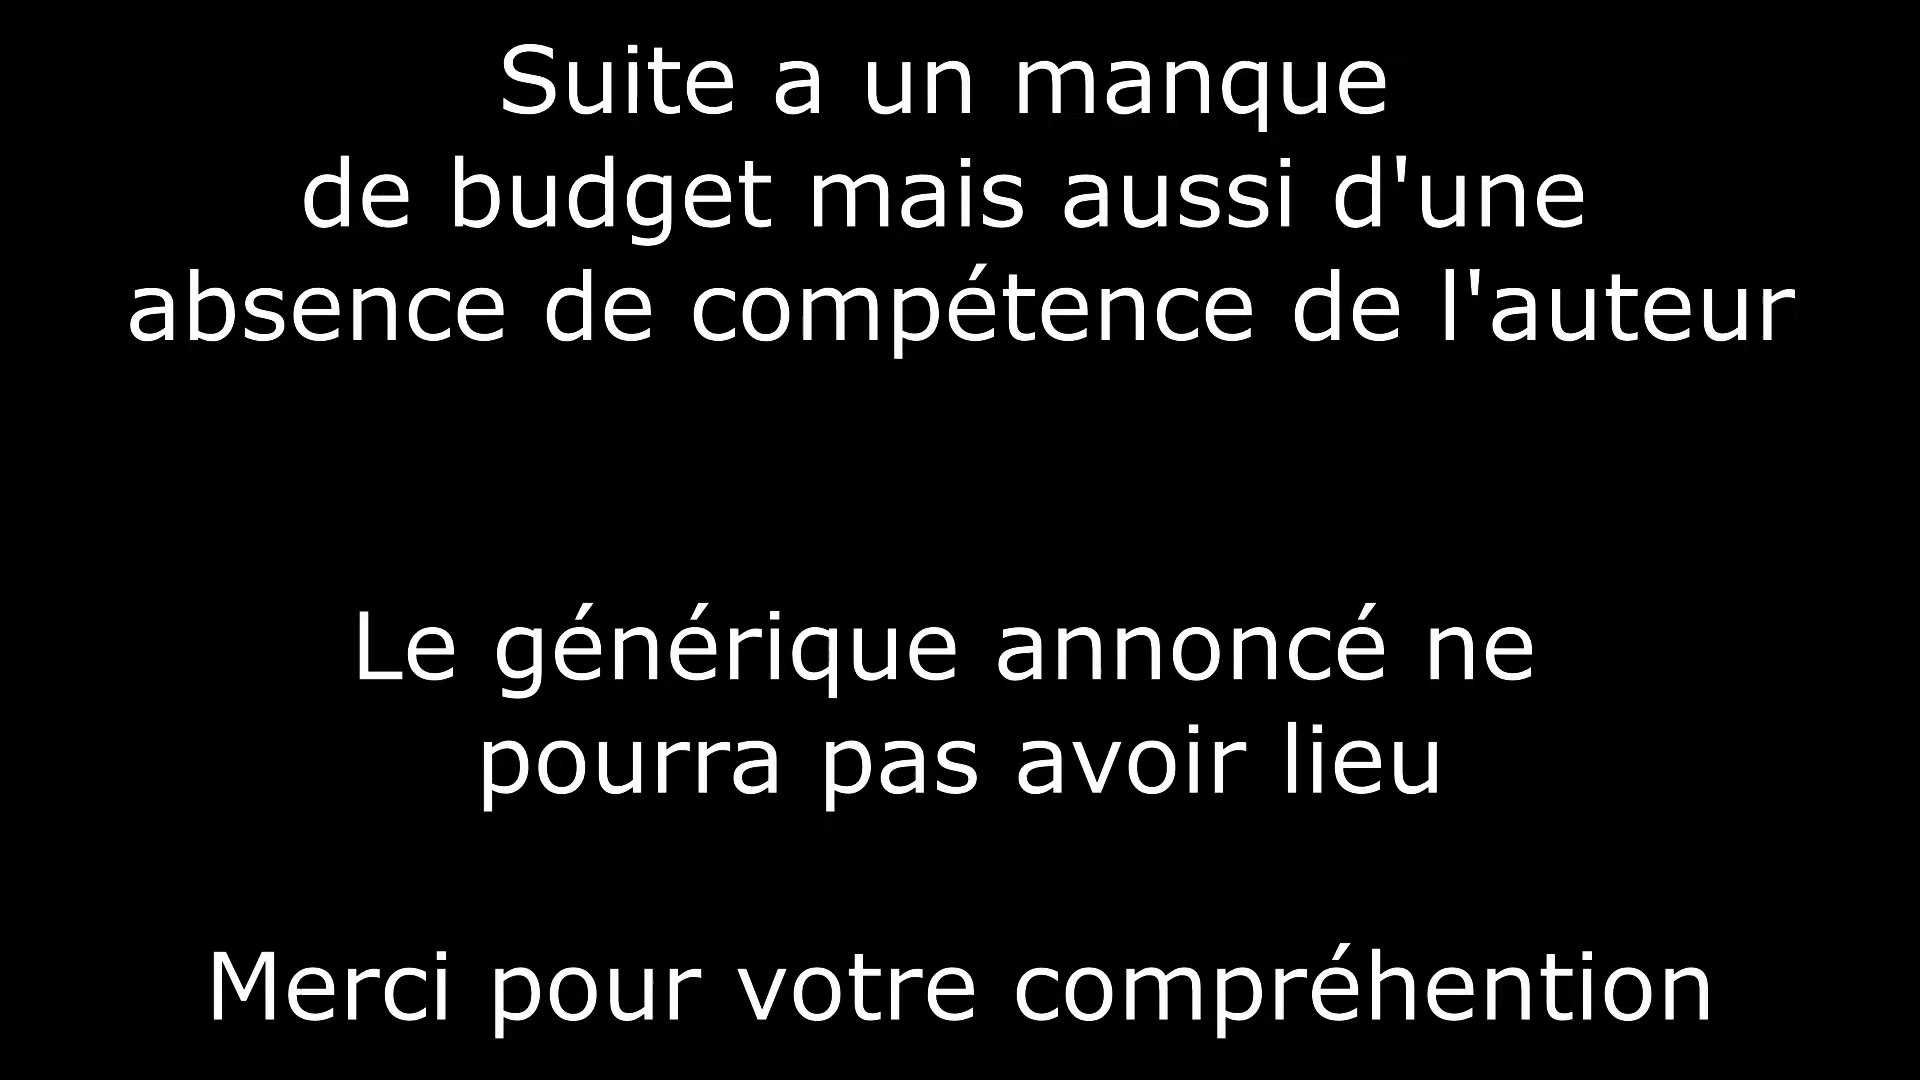 Suite a un manque
de budget mais aussi d'une
absence de compétence de l'auteur
Le générique annoncé ne
pourra pas avoir lieu
Merci pour votre compréhention